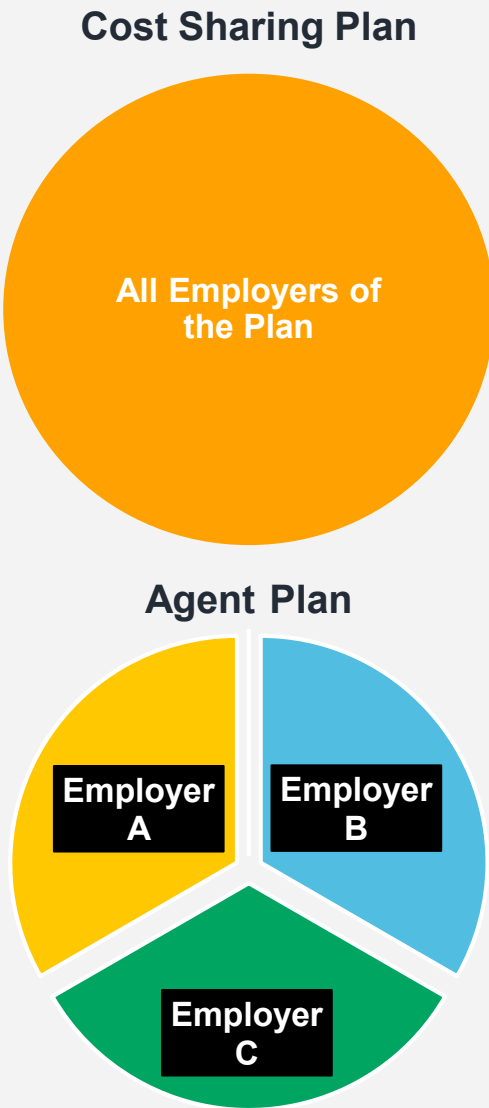 Cost Sharing Plan
All Employers of
the Plan
Agent Plan
Employer
A
Employer
B
Employer
C